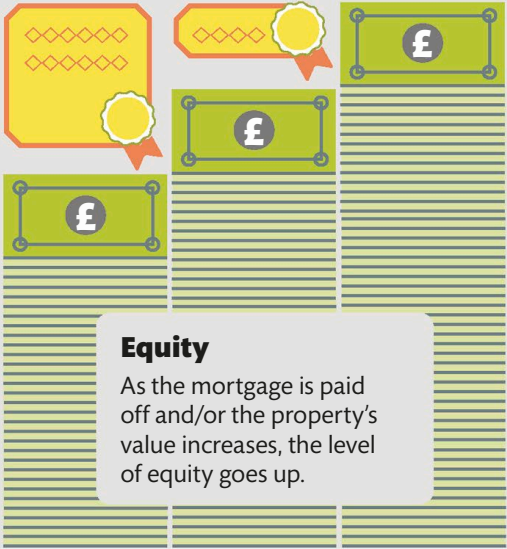 £
£
£
Equity
As the mortgage is paid
off and/or the property's
value increases, the level
of equity goes up.